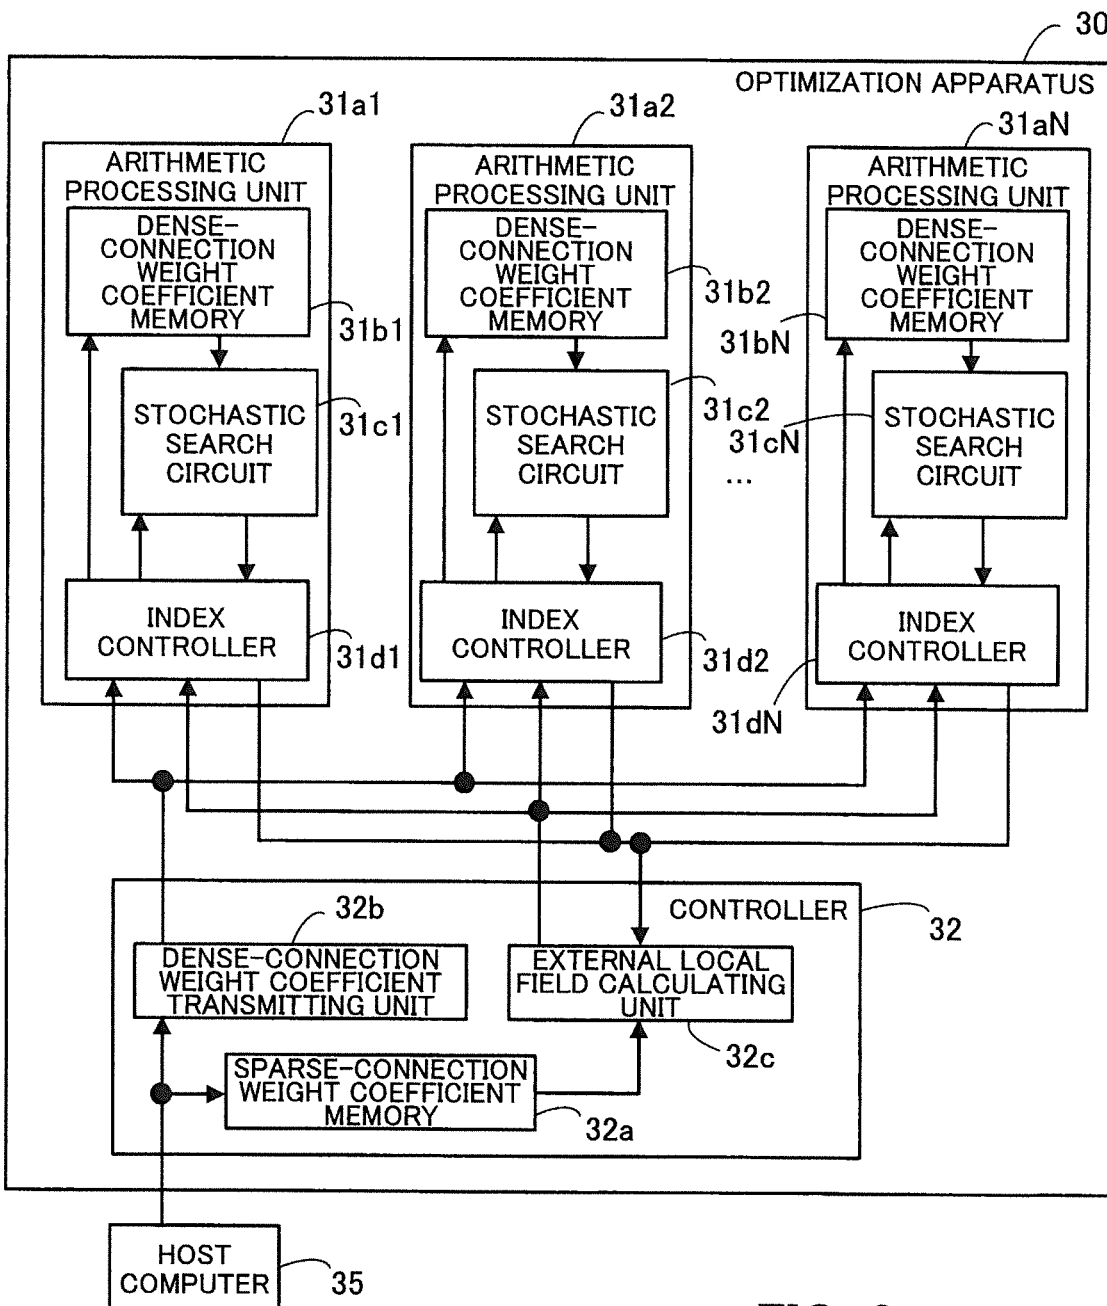 30
OPTIMIZATION APPARATUS
31a1
31a2
31aN
ARITHMETIC
PROCESSING UNIT
DENSE-
CONNECTION
WEIGHT
COEFFICIENT
MEMORY
31b1
STOCHASTIC
SEARCH
CIRCUIT
31c1
INDEX
CONTROLLER
31d1
ARITHMETIC
PROCESSING UNIT
DENSE-
CONNECTION
WEIGHT
COEFFICIENT
MEMORY
31b2
STOCHASTIC
SEARCH
CIRCUIT
31c2
...
INDEX
CONTROLLER
31d2
ARITHMETIC
PROCESSING UNIT
DENSE-
CONNECTION
WEIGHT
COEFFICIENT
MEMORY
31bN
STOCHASTIC
SEARCH
CIRCUIT
31cN
INDEX
CONTROLLER
31dN
CONTROLLER
32
32b
DENSE-CONNECTION
WEIGHT COEFFICIENT
TRANSMITTING UNIT
EXTERNAL LOCAL
FIELD CALCULATING
UNIT
32c
SPARSE-CONNECTION
WEIGHT COEFFICIENT
MEMORY
32a
HOST
COMPUTER
35